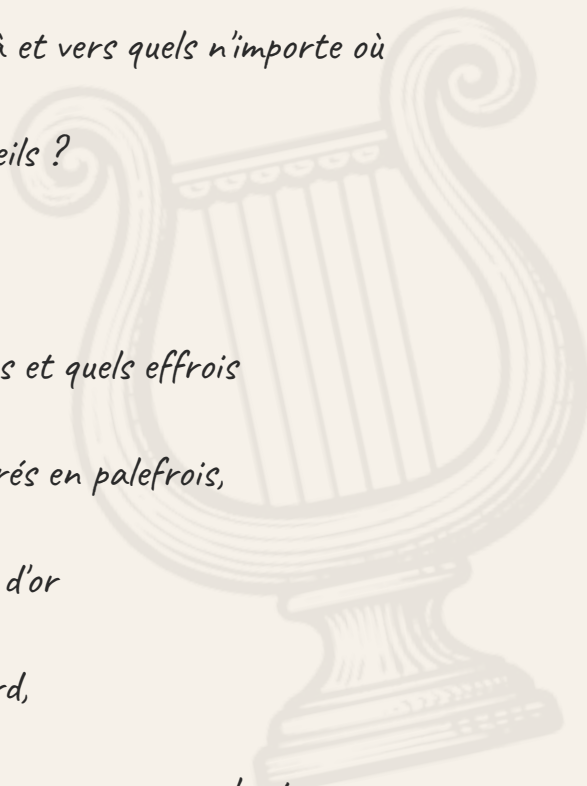 à et vers quels n'importe où
eils ?
s et quels effrois
rés en palefrois,
d'or
rd,